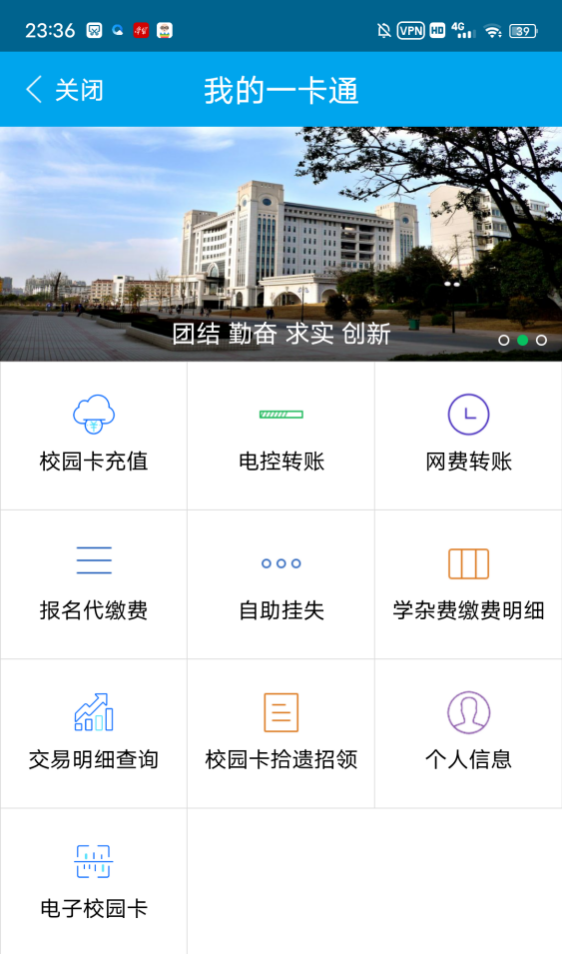 23:36
VPN HD 4G 39
关闭 我的一卡通
团结 勤奋 求实 创新
校园卡充值 电控转账 网费转账
报名代缴费 自助挂失 学杂费缴费明细
交易明细查询 校园卡拾遗招领 个人信息
电子校园卡